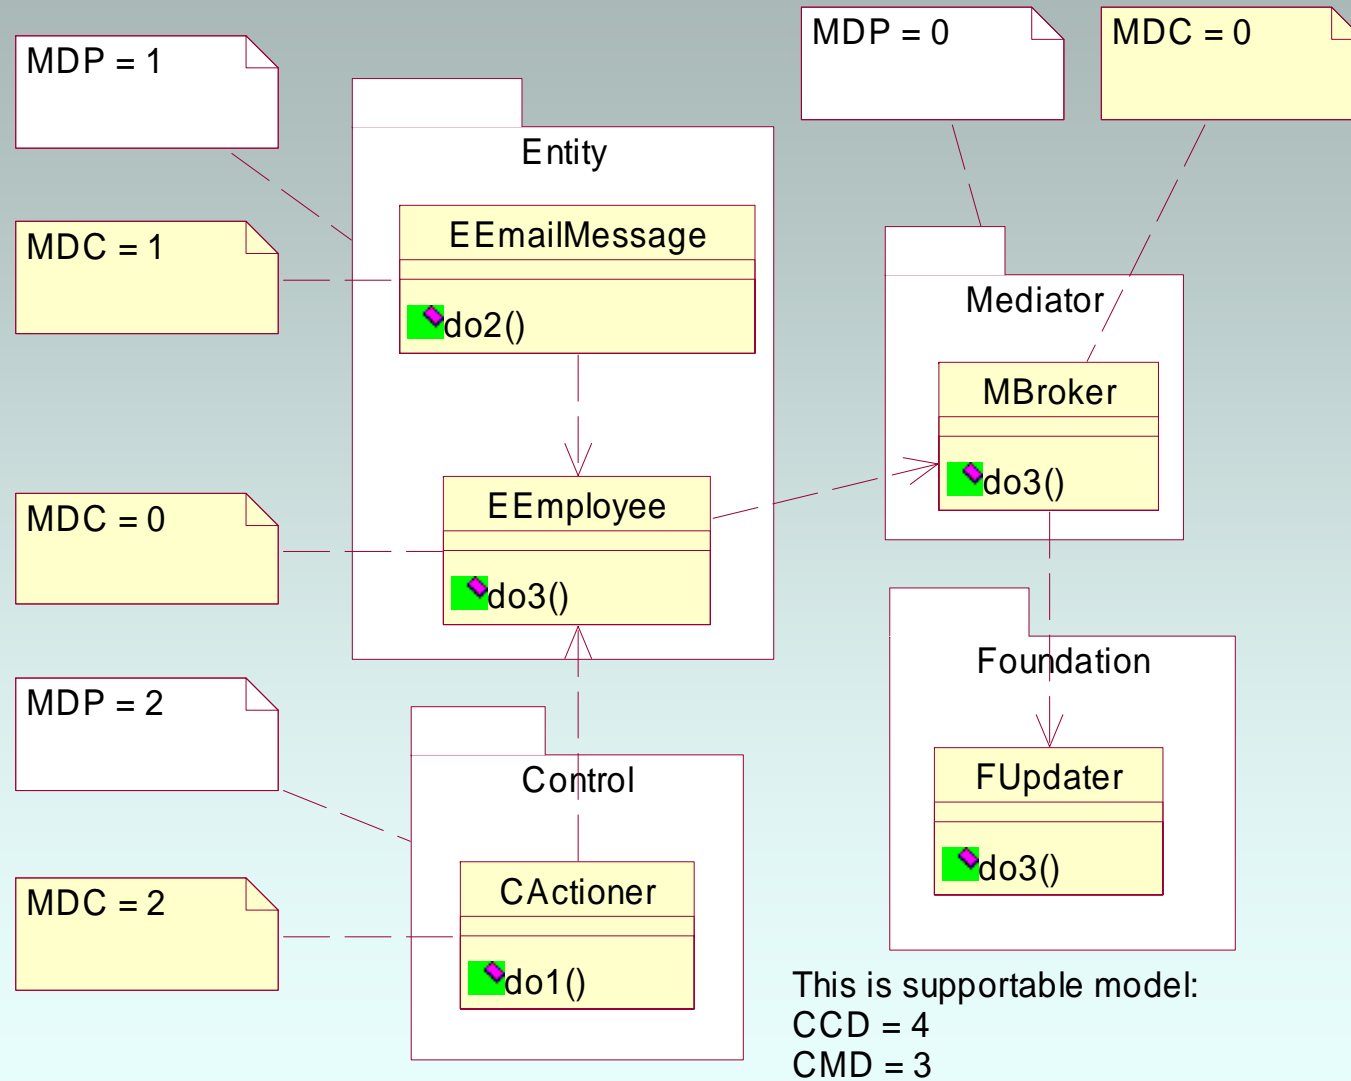 MDP = 1
MDC = 1
MDC = 0
MDP = 2
MDC = 2
Entity
EEmailMessage
do2()
EEmployee
do3()
Control
CActioner
do1()
MDP = 0
MDC = 0
Mediator
MBroker
do3()
Foundation
FUpdater
do3()
This is supportable model:
CCD = 4
CMD = 3